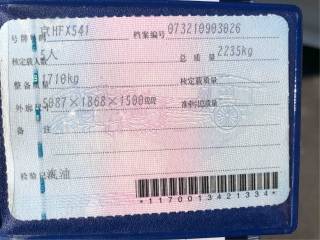 号牌号码 京HFX541 档案编号 073210903826
核定载人数 5人 总质量 2235kg
整备质量 1710kg 核定载质量
外廓尺寸 5087×1868×1500mm 准牵引总质量
备注
检验记录 汽油
*1170013421334*